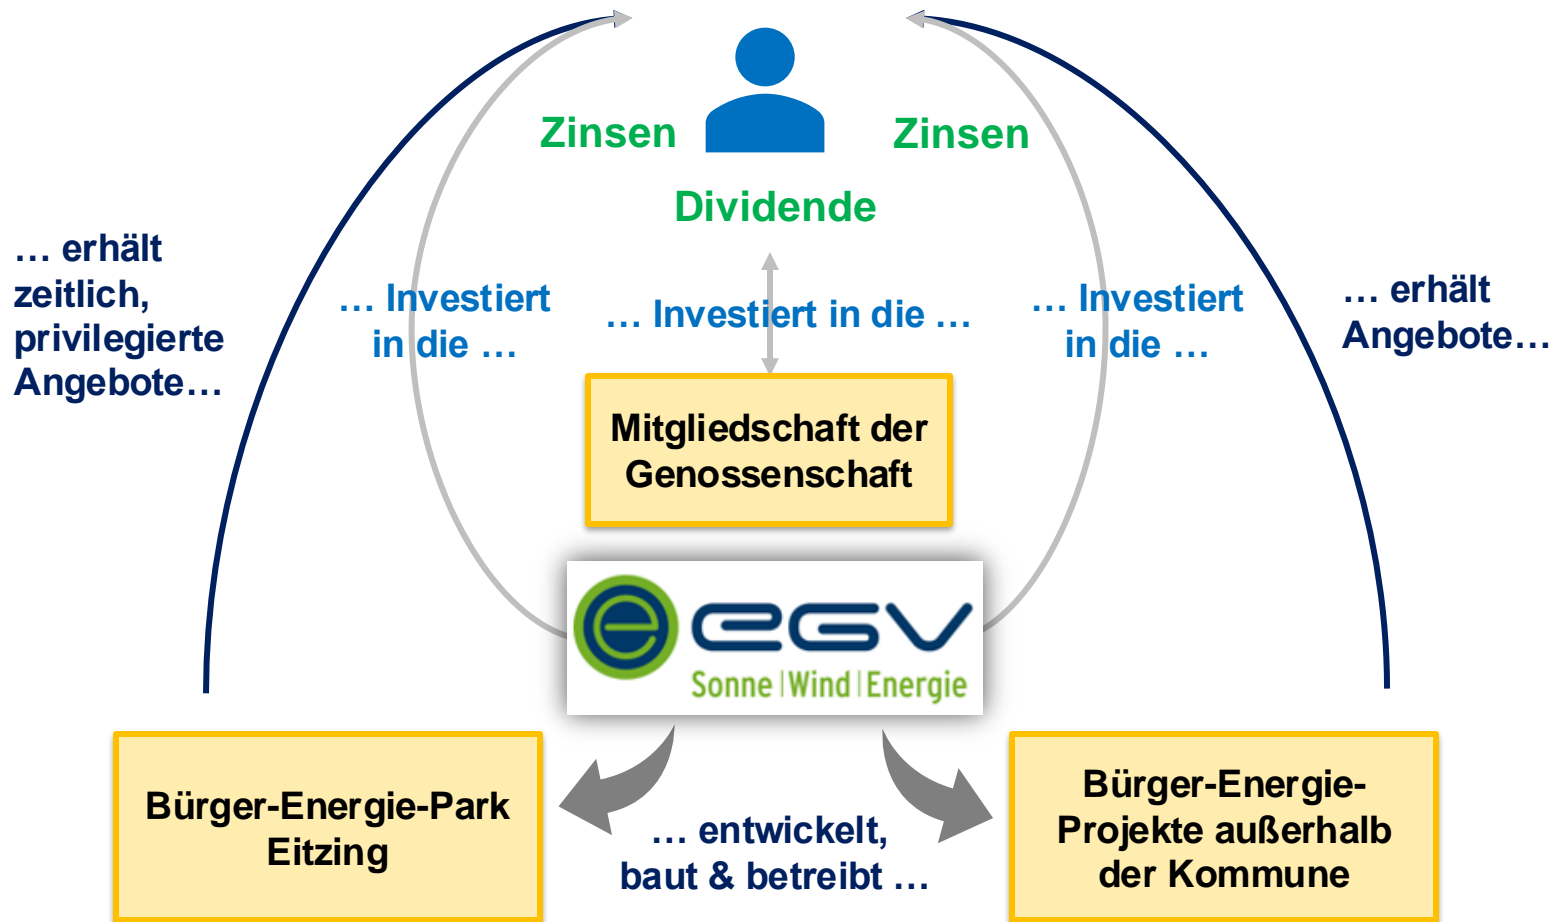 Zinsen
Zinsen
Dividende
… erhält
zeitlich,
privilegierte
Angebote…
… Investiert
in die …
… Investiert in die …
… Investiert
in die …
… erhält
Angebote…
Mitgliedschaft der
Genossenschaft
e egv
Sonne | Wind | Energie
Bürger-Energie-Park
Eitzing
… entwickelt,
baut & betreibt …
Bürger-Energie-
Projekte außerhalb
der Kommune